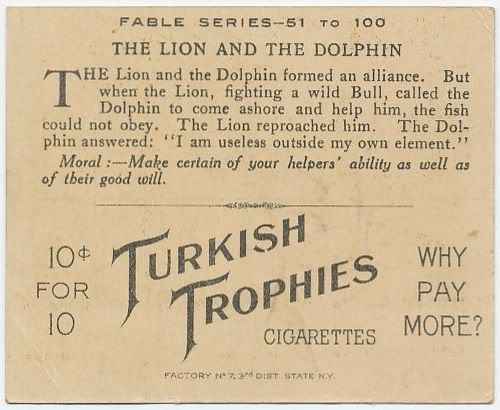 FABLE SERIES—51 TO 100
THE LION AND THE DOLPHIN
THE Lion and the Dolphin formed an alliance. But
when the Lion, fighting a wild Bull, called the
Dolphin to come ashore and help him, the fish
could not obey. The Lion reproached him. The Dol-
phin answered: "I am useless outside my own element."
Moral :—Make certain of your helpers' ability as well as
of their good will.
10¢
FOR
10
TURKISH
TROPHIES
CIGARETTES
WHY
PAY
MORE?
FACTORY Nº 7, 3rd DIST. STATE N.Y.